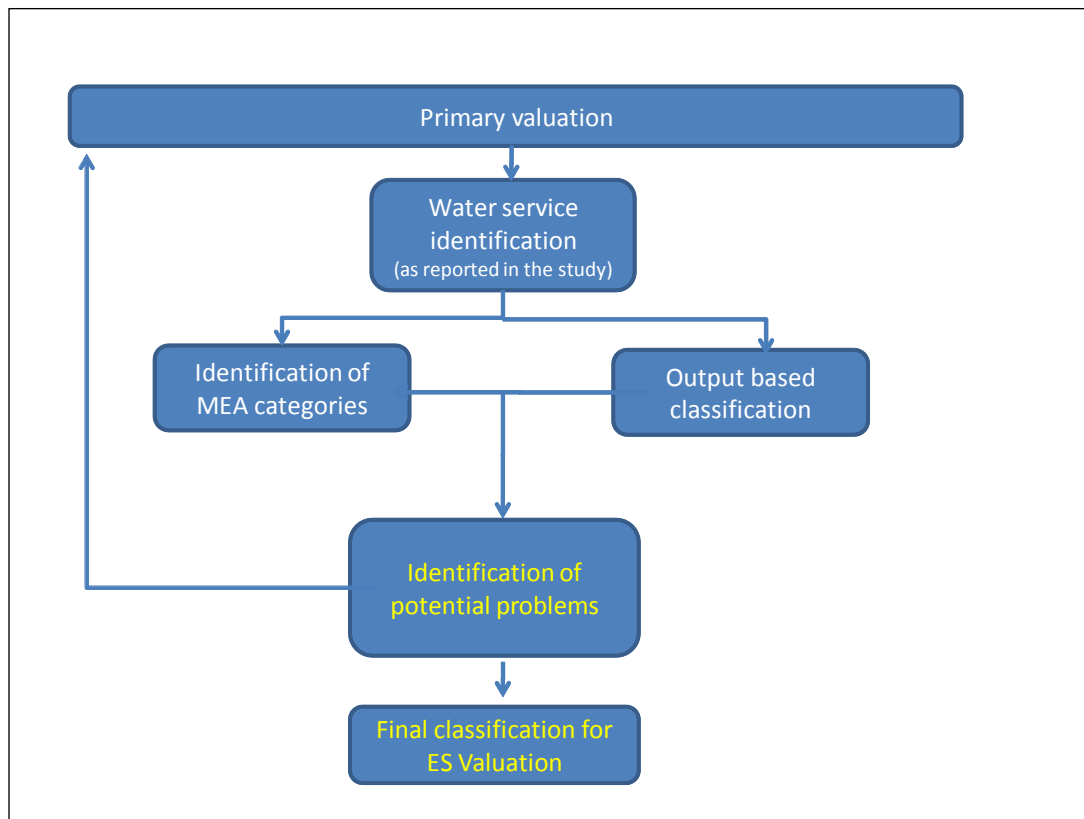 Primary valuation
Water service
identification
(as reported in the study)
Identification of
MEA categories
Output based
classification
Identification of
potential problems
Final classification for
ES Valuation